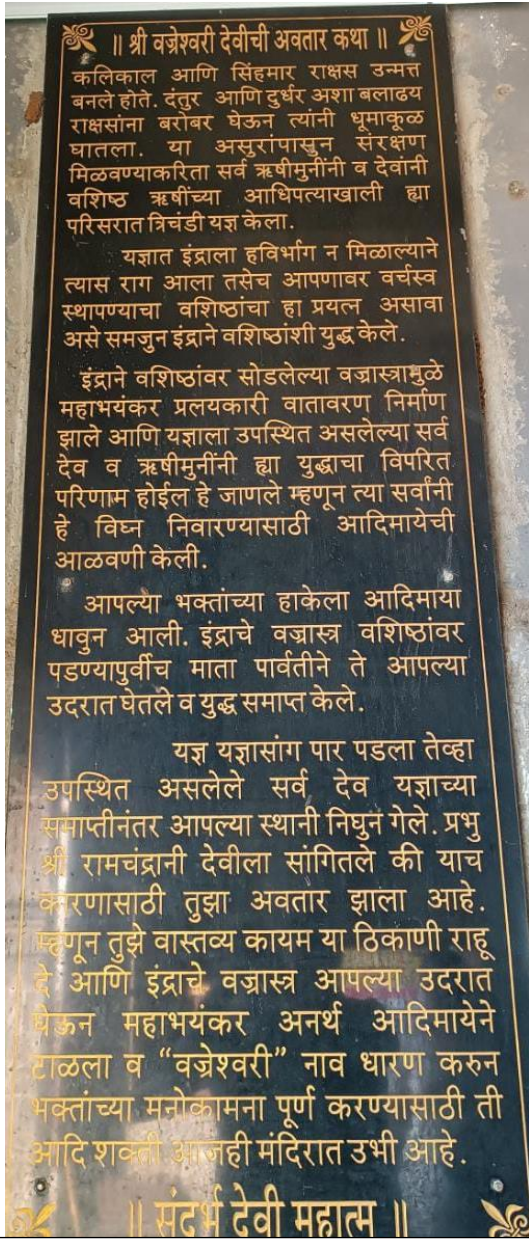 ॥ श्री वज्रेश्वरी देवीची अवतार कथा ॥
कलिकाल आणि सिंहमार राक्षस उन्मत्त
बनले होते. दंतुर आणि दुर्धर अशा बलाढय
राक्षसांना बरोबर घेऊन त्यांनी धूमाकूळ
घातला. या असुरांपासुन संरक्षण
मिळवण्याकरिता सर्व ऋषीमुनींनी व देवांनी
वशिष्ठ ऋषींच्या आधिपत्याखाली ह्या
परिसरात त्रिचंडी यज्ञ केला.
यज्ञात इंद्राला हविर्भाग न मिळाल्याने
त्यास राग आला तसेच आपणावर वर्चस्व
स्थापण्याचा वशिष्ठांचा हा प्रयत्न असावा
असे समजुन इंद्राने वशिष्ठांशी युद्ध केले.
इंद्राने वशिष्ठांवर सोडलेल्या वज्रास्त्रामुळे
महाभयंकर प्रलयकारी वातावरण निर्माण
झाले आणि यज्ञाला उपस्थित असलेल्या सर्व
देव व ऋषीमुनींनी ह्या युद्धाचा विपरित
परिणाम होईल हे जाणले म्हणून त्या सर्वांनी
हे विघ्न निवारण्यासाठी आदिमायेची
आळवणी केली.
आपल्या भक्तांच्या हाकेला आदिमाया
धावुन आली. इंद्राचे वज्रास्त्र वशिष्ठांवर
पडण्यापुर्वीच माता पार्वतीने ते आपल्या
उदरात घेतले व युद्ध समाप्त केले.
यज्ञ यज्ञासांग पार पडला तेव्हा
उपस्थित असलेले सर्व देव यज्ञाच्या
समाप्तीनंतर आपल्या स्थानी निघुन गेले. प्रभु
श्री रामचंद्रानी देवीला सांगितले की याच
कारणासाठी तुझा अवतार झाला आहे.
म्हणून तुझे वास्तव्य कायम या ठिकाणी राहू
दे आणि इंद्राचे वज्रास्त्र आपल्या उदरात
घेऊन महाभयंकर अनर्थ आदिमायेने
टाळला व “वज्रेश्वरी” नाव धारण करुन
भक्तांच्या मनोकामना पूर्ण करण्यासाठी ती
आदि शक्ती आजही मंदिरात उभी आहे.
॥ संदर्भ देवी महात्म ॥